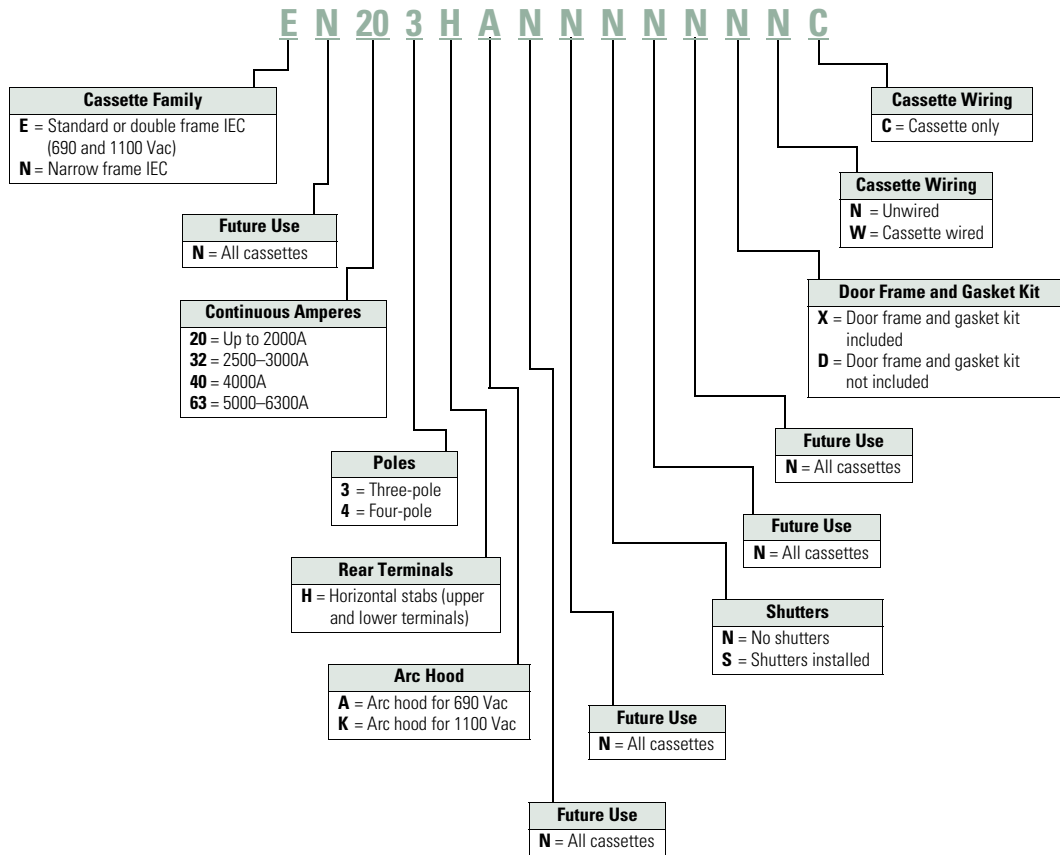 E N 20 3 H A N N N N N N N C
Cassette Family
E = Standard or double frame IEC
(690 and 1100 Vac)
N = Narrow frame IEC
Cassette Wiring
C = Cassette only
Cassette Wiring
N = Unwired
W = Cassette wired
Future Use
N = All cassettes
Door Frame and Gasket Kit
X = Door frame and gasket kit
included
D = Door frame and gasket kit
not included
Continuous Amperes
20 = Up to 2000A
32 = 2500–3000A
40 = 4000A
63 = 5000–6300A
Future Use
N = All cassettes
Poles
3 = Three-pole
4 = Four-pole
Future Use
N = All cassettes
Rear Terminals
H = Horizontal stabs (upper
and lower terminals)
Shutters
N = No shutters
S = Shutters installed
Arc Hood
A = Arc hood for 690 Vac
K = Arc hood for 1100 Vac
Future Use
N = All cassettes
Future Use
N = All cassettes